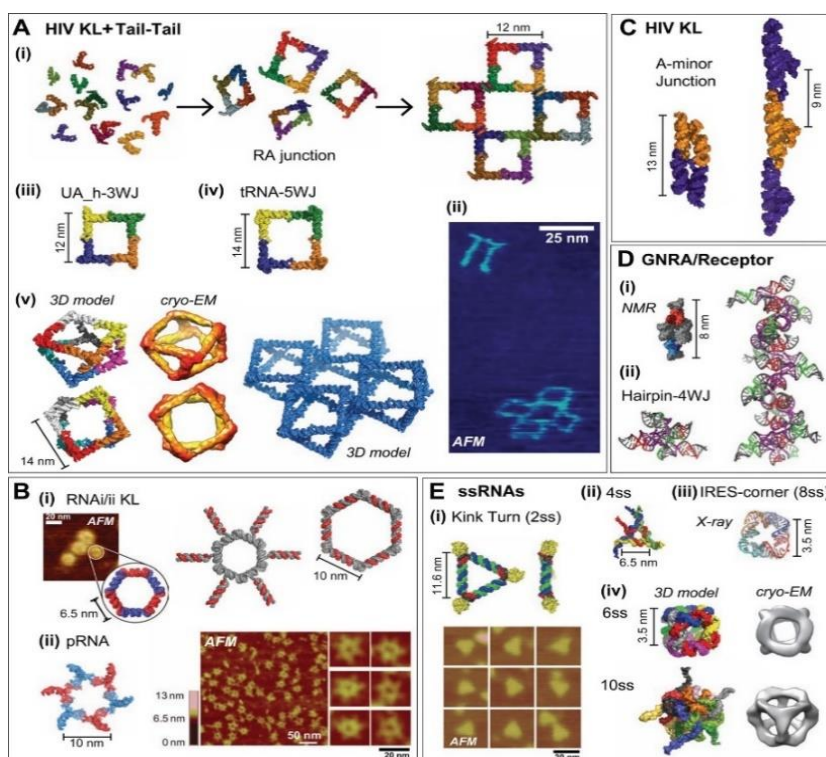 A HIV KL+Tail-Tail
(i)
RA junction
12 nm
(iii) UA_h-3WJ
12 nm
(iv) tRNA-5WJ
14 nm
(ii)
25 nm
AFM
(v) 3D model cryo-EM
14 nm
3D model
B (i) RNAi/ii KL
20 nm
AFM
6.5 nm
10 nm
(ii) pRNA
10 nm
AFM
13 nm
6.5 nm
0 nm
50 nm
20 nm
C HIV KL
A-minor
Junction
13 nm
9 nm
D GNRA/Receptor
(i)
NMR
8 nm
(ii)
Hairpin-4WJ
E ssRNAs
(i) Kink Turn (2ss)
11.6 nm
AFM
20 nm
(ii) 4ss
6.5 nm
(iii) IRES-corner (8ss)
X-ray
3.5 nm
(iv)
3D model cryo-EM
6ss
3.5 nm
10ss